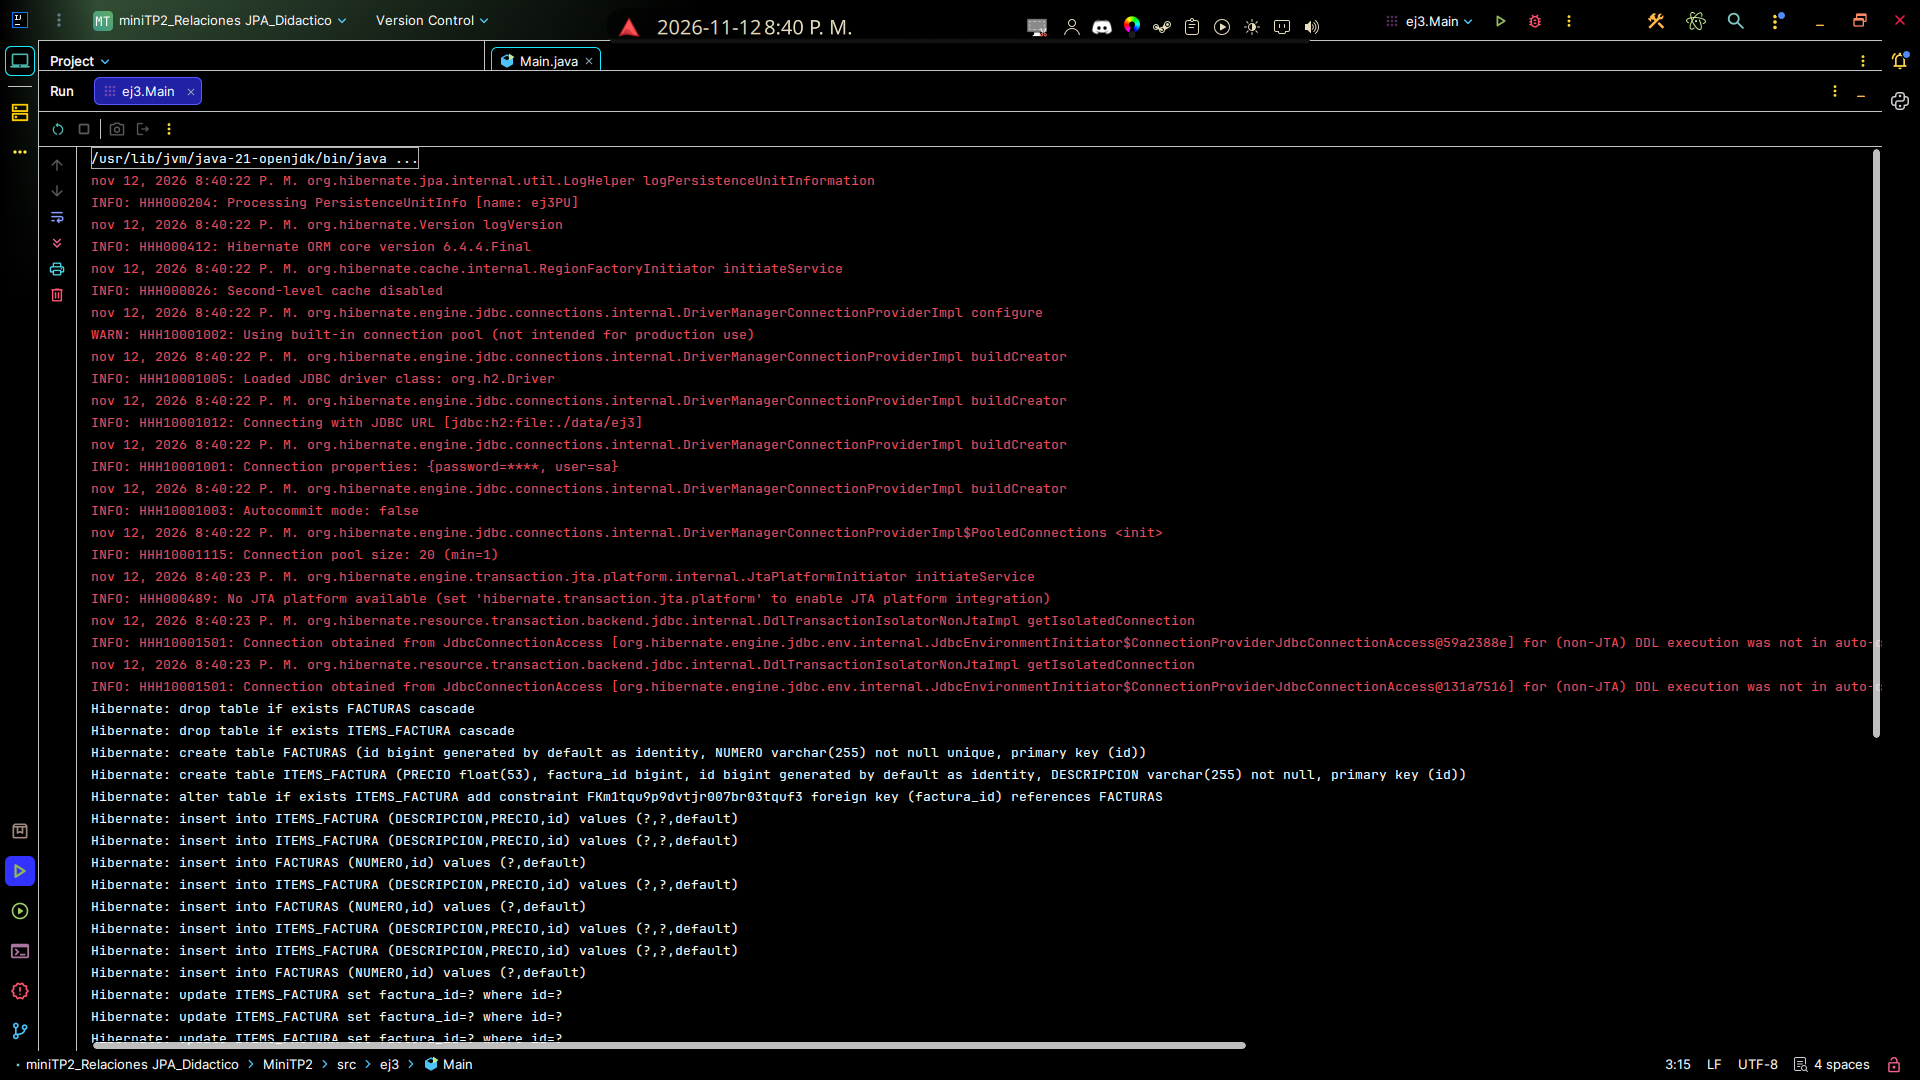 MT miniTP2_Relaciones JPA_Didactico Version Control 2026-11-12 8:40 P. M. ej3.Main
Project Main.java
Run ej3.Main
/usr/lib/jvm/java-21-openjdk/bin/java ...
nov 12, 2026 8:40:22 P. M. org.hibernate.jpa.internal.util.LogHelper logPersistenceUnitInformation
INFO: HHH000204: Processing PersistenceUnitInfo [name: ej3PU]
nov 12, 2026 8:40:22 P. M. org.hibernate.Version logVersion
INFO: HHH000412: Hibernate ORM core version 6.4.4.Final
nov 12, 2026 8:40:22 P. M. org.hibernate.cache.internal.RegionFactoryInitiator initiateService
INFO: HHH000026: Second-level cache disabled
nov 12, 2026 8:40:22 P. M. org.hibernate.engine.jdbc.connections.internal.DriverManagerConnectionProviderImpl configure
WARN: HHH10001002: Using built-in connection pool (not intended for production use)
nov 12, 2026 8:40:22 P. M. org.hibernate.engine.jdbc.connections.internal.DriverManagerConnectionProviderImpl buildCreator
INFO: HHH10001005: Loaded JDBC driver class: org.h2.Driver
nov 12, 2026 8:40:22 P. M. org.hibernate.engine.jdbc.connections.internal.DriverManagerConnectionProviderImpl buildCreator
INFO: HHH10001012: Connecting with JDBC URL [jdbc:h2:file:./data/ej3]
nov 12, 2026 8:40:22 P. M. org.hibernate.engine.jdbc.connections.internal.DriverManagerConnectionProviderImpl buildCreator
INFO: HHH10001001: Connection properties: {password=****, user=sa}
nov 12, 2026 8:40:22 P. M. org.hibernate.engine.jdbc.connections.internal.DriverManagerConnectionProviderImpl buildCreator
INFO: HHH10001003: Autocommit mode: false
nov 12, 2026 8:40:22 P. M. org.hibernate.engine.jdbc.connections.internal.DriverManagerConnectionProviderImpl$PooledConnections <init>
INFO: HHH10001115: Connection pool size: 20 (min=1)
nov 12, 2026 8:40:23 P. M. org.hibernate.engine.transaction.jta.platform.internal.JtaPlatformInitiator initiateService
INFO: HHH000489: No JTA platform available (set 'hibernate.transaction.jta.platform' to enable JTA platform integration)
nov 12, 2026 8:40:23 P. M. org.hibernate.resource.transaction.backend.jdbc.internal.DdlTransactionIsolatorNonJtaImpl getIsolatedConnection
INFO: HHH10001501: Connection obtained from JdbcConnectionAccess [org.hibernate.engine.jdbc.env.internal.JdbcEnvironmentInitiator$ConnectionProviderJdbcConnectionAccess@59a2388e] for (non-JTA) DDL execution was not in auto-c
nov 12, 2026 8:40:23 P. M. org.hibernate.resource.transaction.backend.jdbc.internal.DdlTransactionIsolatorNonJtaImpl getIsolatedConnection
INFO: HHH10001501: Connection obtained from JdbcConnectionAccess [org.hibernate.engine.jdbc.env.internal.JdbcEnvironmentInitiator$ConnectionProviderJdbcConnectionAccess@131a7516] for (non-JTA) DDL execution was not in auto-c
Hibernate: drop table if exists FACTURAS cascade
Hibernate: drop table if exists ITEMS_FACTURA cascade
Hibernate: create table FACTURAS (id bigint generated by default as identity, NUMERO varchar(255) not null unique, primary key (id))
Hibernate: create table ITEMS_FACTURA (PRECIO float(53), factura_id bigint, id bigint generated by default as identity, DESCRIPCION varchar(255) not null, primary key (id))
Hibernate: alter table if exists ITEMS_FACTURA add constraint FKm1tqu9p9dvtjr007br03tquf3 foreign key (factura_id) references FACTURAS
Hibernate: insert into ITEMS_FACTURA (DESCRIPCION,PRECIO,id) values (?,?,default)
Hibernate: insert into ITEMS_FACTURA (DESCRIPCION,PRECIO,id) values (?,?,default)
Hibernate: insert into FACTURAS (NUMERO,id) values (?,default)
Hibernate: insert into ITEMS_FACTURA (DESCRIPCION,PRECIO,id) values (?,?,default)
Hibernate: insert into FACTURAS (NUMERO,id) values (?,default)
Hibernate: insert into ITEMS_FACTURA (DESCRIPCION,PRECIO,id) values (?,?,default)
Hibernate: insert into ITEMS_FACTURA (DESCRIPCION,PRECIO,id) values (?,?,default)
Hibernate: insert into FACTURAS (NUMERO,id) values (?,default)
Hibernate: update ITEMS_FACTURA set factura_id=? where id=?
Hibernate: update ITEMS_FACTURA set factura_id=? where id=?
Hibernate: update ITEMS_FACTURA set factura_id=? where id=?
miniTP2_Relaciones JPA_Didactico > MiniTP2 > src > ej3 > Main 3:15 LF UTF-8 4 spaces